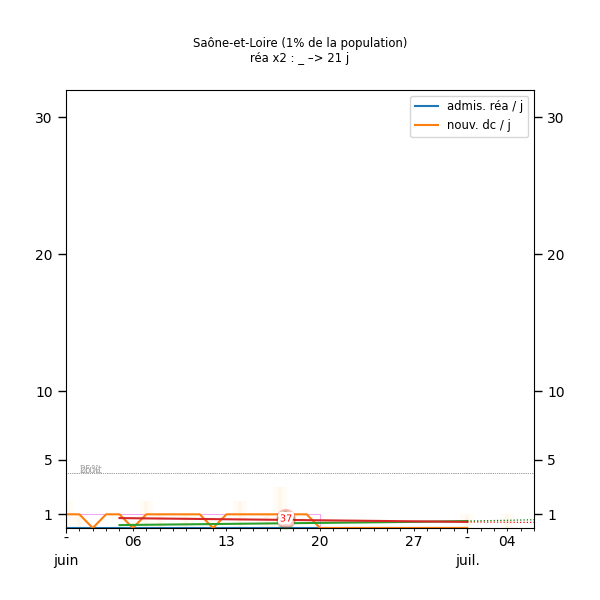 Saône-et-Loire (1% de la population)
réa x2 : _ –> 21 j
admis. réa / j
nouv. dc / j
30 30
20 20
10 10
5 5
1 1
37
- 06 13 20 27 - 04
juin juil.